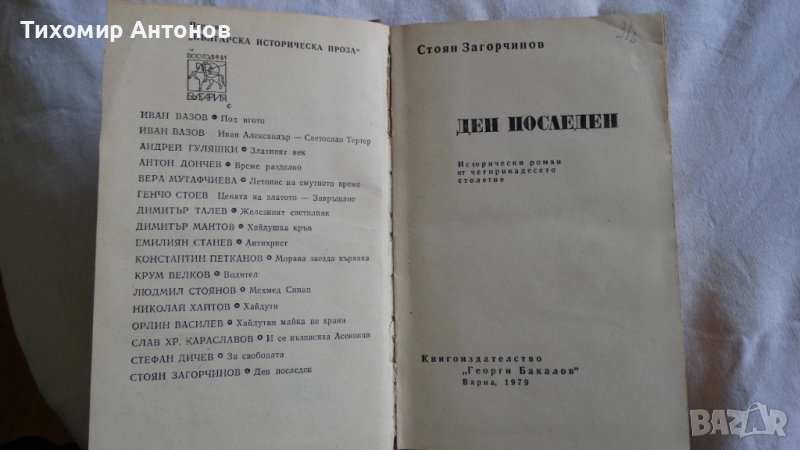 Тихомир Антонов
„БЪЛГАРСКА ИСТОРИЧЕСКА ПРОЗА"
1300 ГОДИНИ
БЪЛГАРИЯ
ИВАН ВАЗОВ • Под игото
ИВАН ВАЗОВ Иван Александър — Светослав Тертер
АНДРЕЙ ГУЛЯШКИ • Златният век
АНТОН ДОНЧЕВ • Време разделно
ВЕРА МУТАФЧИЕВА • Летопис на смутното време
ГЕНЧО СТОЕВ Цената на златото — Завръщане
ДИМИТЪР ТАЛЕВ • Железният светилник
ДИМИТЪР МАНТОВ • Хайдушка кръв
ЕМИЛИЯН СТАНЕВ • Антихрист
КОНСТАНТИН ПЕТКАНОВ • Морава звезда кървава
КРУМ ВЕЛКОВ • Водител
ЛЮДМИЛ СТОЯНОВ • Мехмед Синап
НИКОЛАЙ ХАЙТОВ • Хайдути
ОРЛИН ВАСИЛЕВ • Хайдутин майка не храни
СЛАВ ХР. КАРАСЛАВОВ • И се възвисиха Асеновци
СТЕФАН ДИЧЕВ • За свободата
СТОЯН ЗАГОРЧИНОВ • Ден последен
Стоян Загорчинов
ДЕН ПОСЛЕДЕН
Исторически роман
от четиринадесето
столетие
Книгоиздателство
„Георги Бакалов"
Варна, 1979
BAZAR